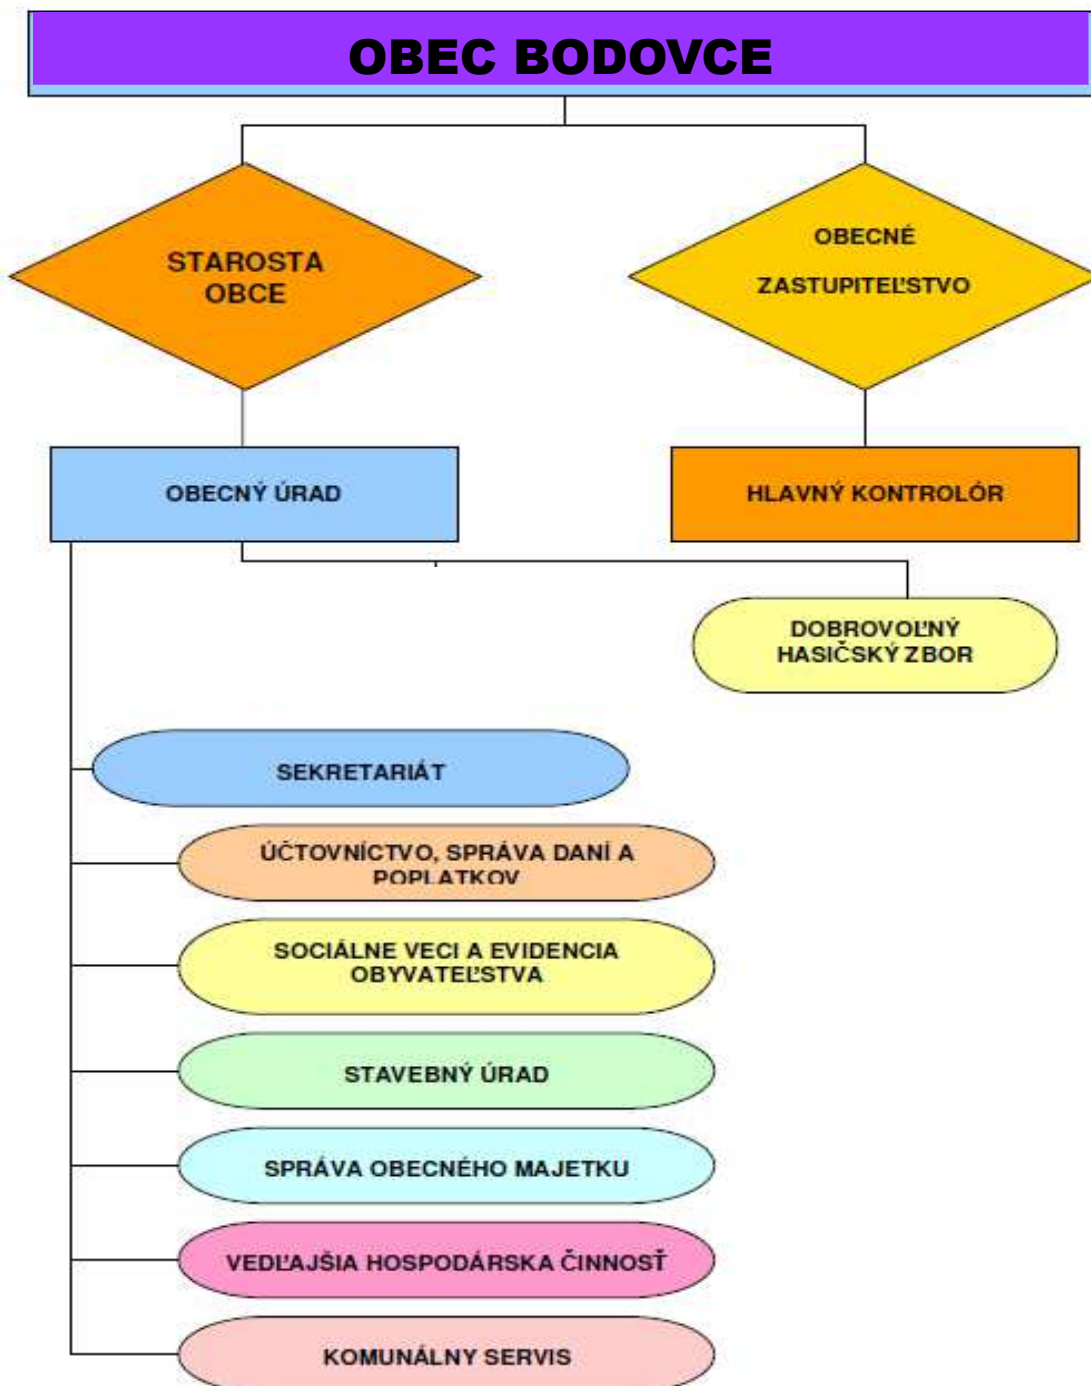 OBEC BODOVCE
STAROSTA
OBCE
OBECNÉ
ZASTUPITEĽSTVO
OBECNÝ ÚRAD
HLAVNÝ KONTROLÓR
DOBROVOĽNÝ
HASIČSKÝ ZBOR
SEKRETARIÁT
ÚČTOVNÍCTVO, SPRÁVA DANÍ A
POPLATKOV
SOCIÁLNE VECI A EVIDENCIA
OBYVATEĽSTVA
STAVEBNÝ ÚRAD
SPRÁVA OBECNÉHO MAJETKU
VEDĽAJŠIA HOSPODÁRSKA ČINNOSŤ
KOMUNÁLNY SERVIS